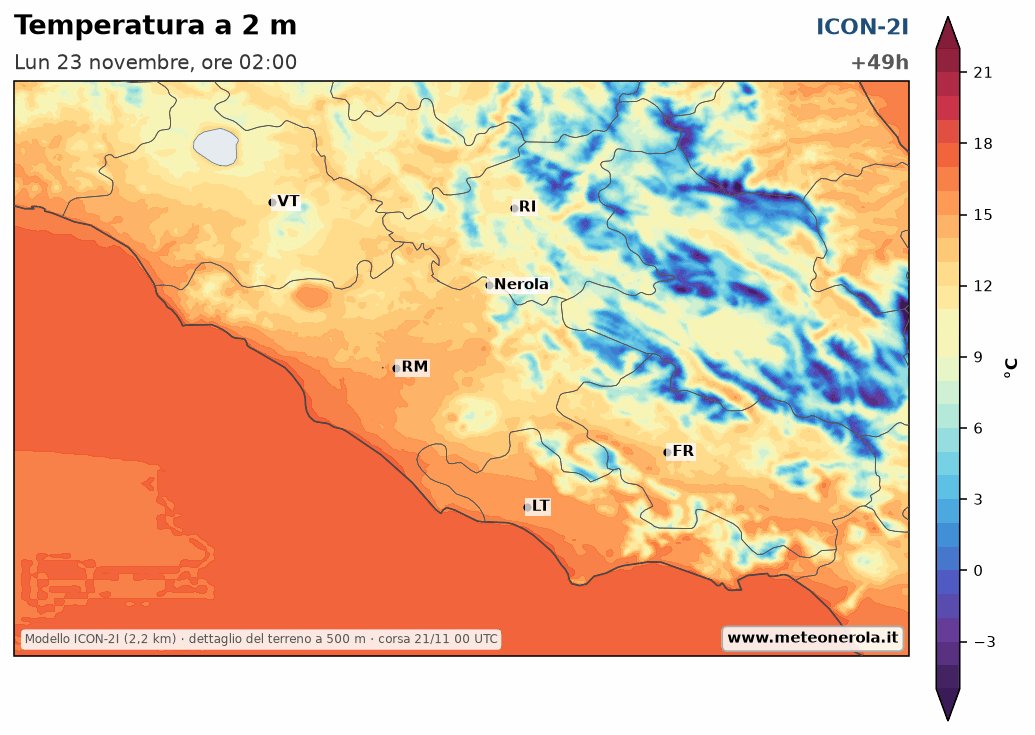 Temperatura a 2 m
ICON-2I
Lun 23 novembre, ore 02:00
+49h
VT
RI
Nerola
RM
FR
LT
Modello ICON-2I (2,2 km) · dettaglio del terreno a 500 m · corsa 21/11 00 UTC
www.meteonerola.it
21
18
15
12
9
6
3
0
−3
°C